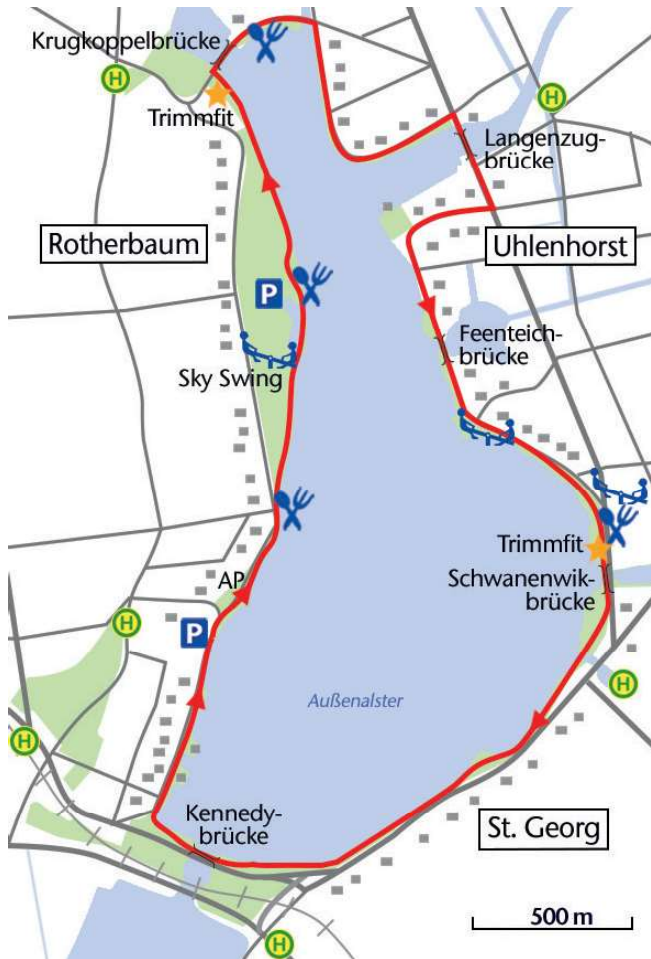 Krugkoppelbrücke
H
Trimmfit
H
Langenzug-
brücke
Rotherbaum
Uhlenhorst
P
Feenteich-
brücke
Sky Swing
Trimmfit
AP
Schwanenwik-
brücke
H
P
H
Außenalster
H
Kennedy-
brücke
St. Georg
500 m
H